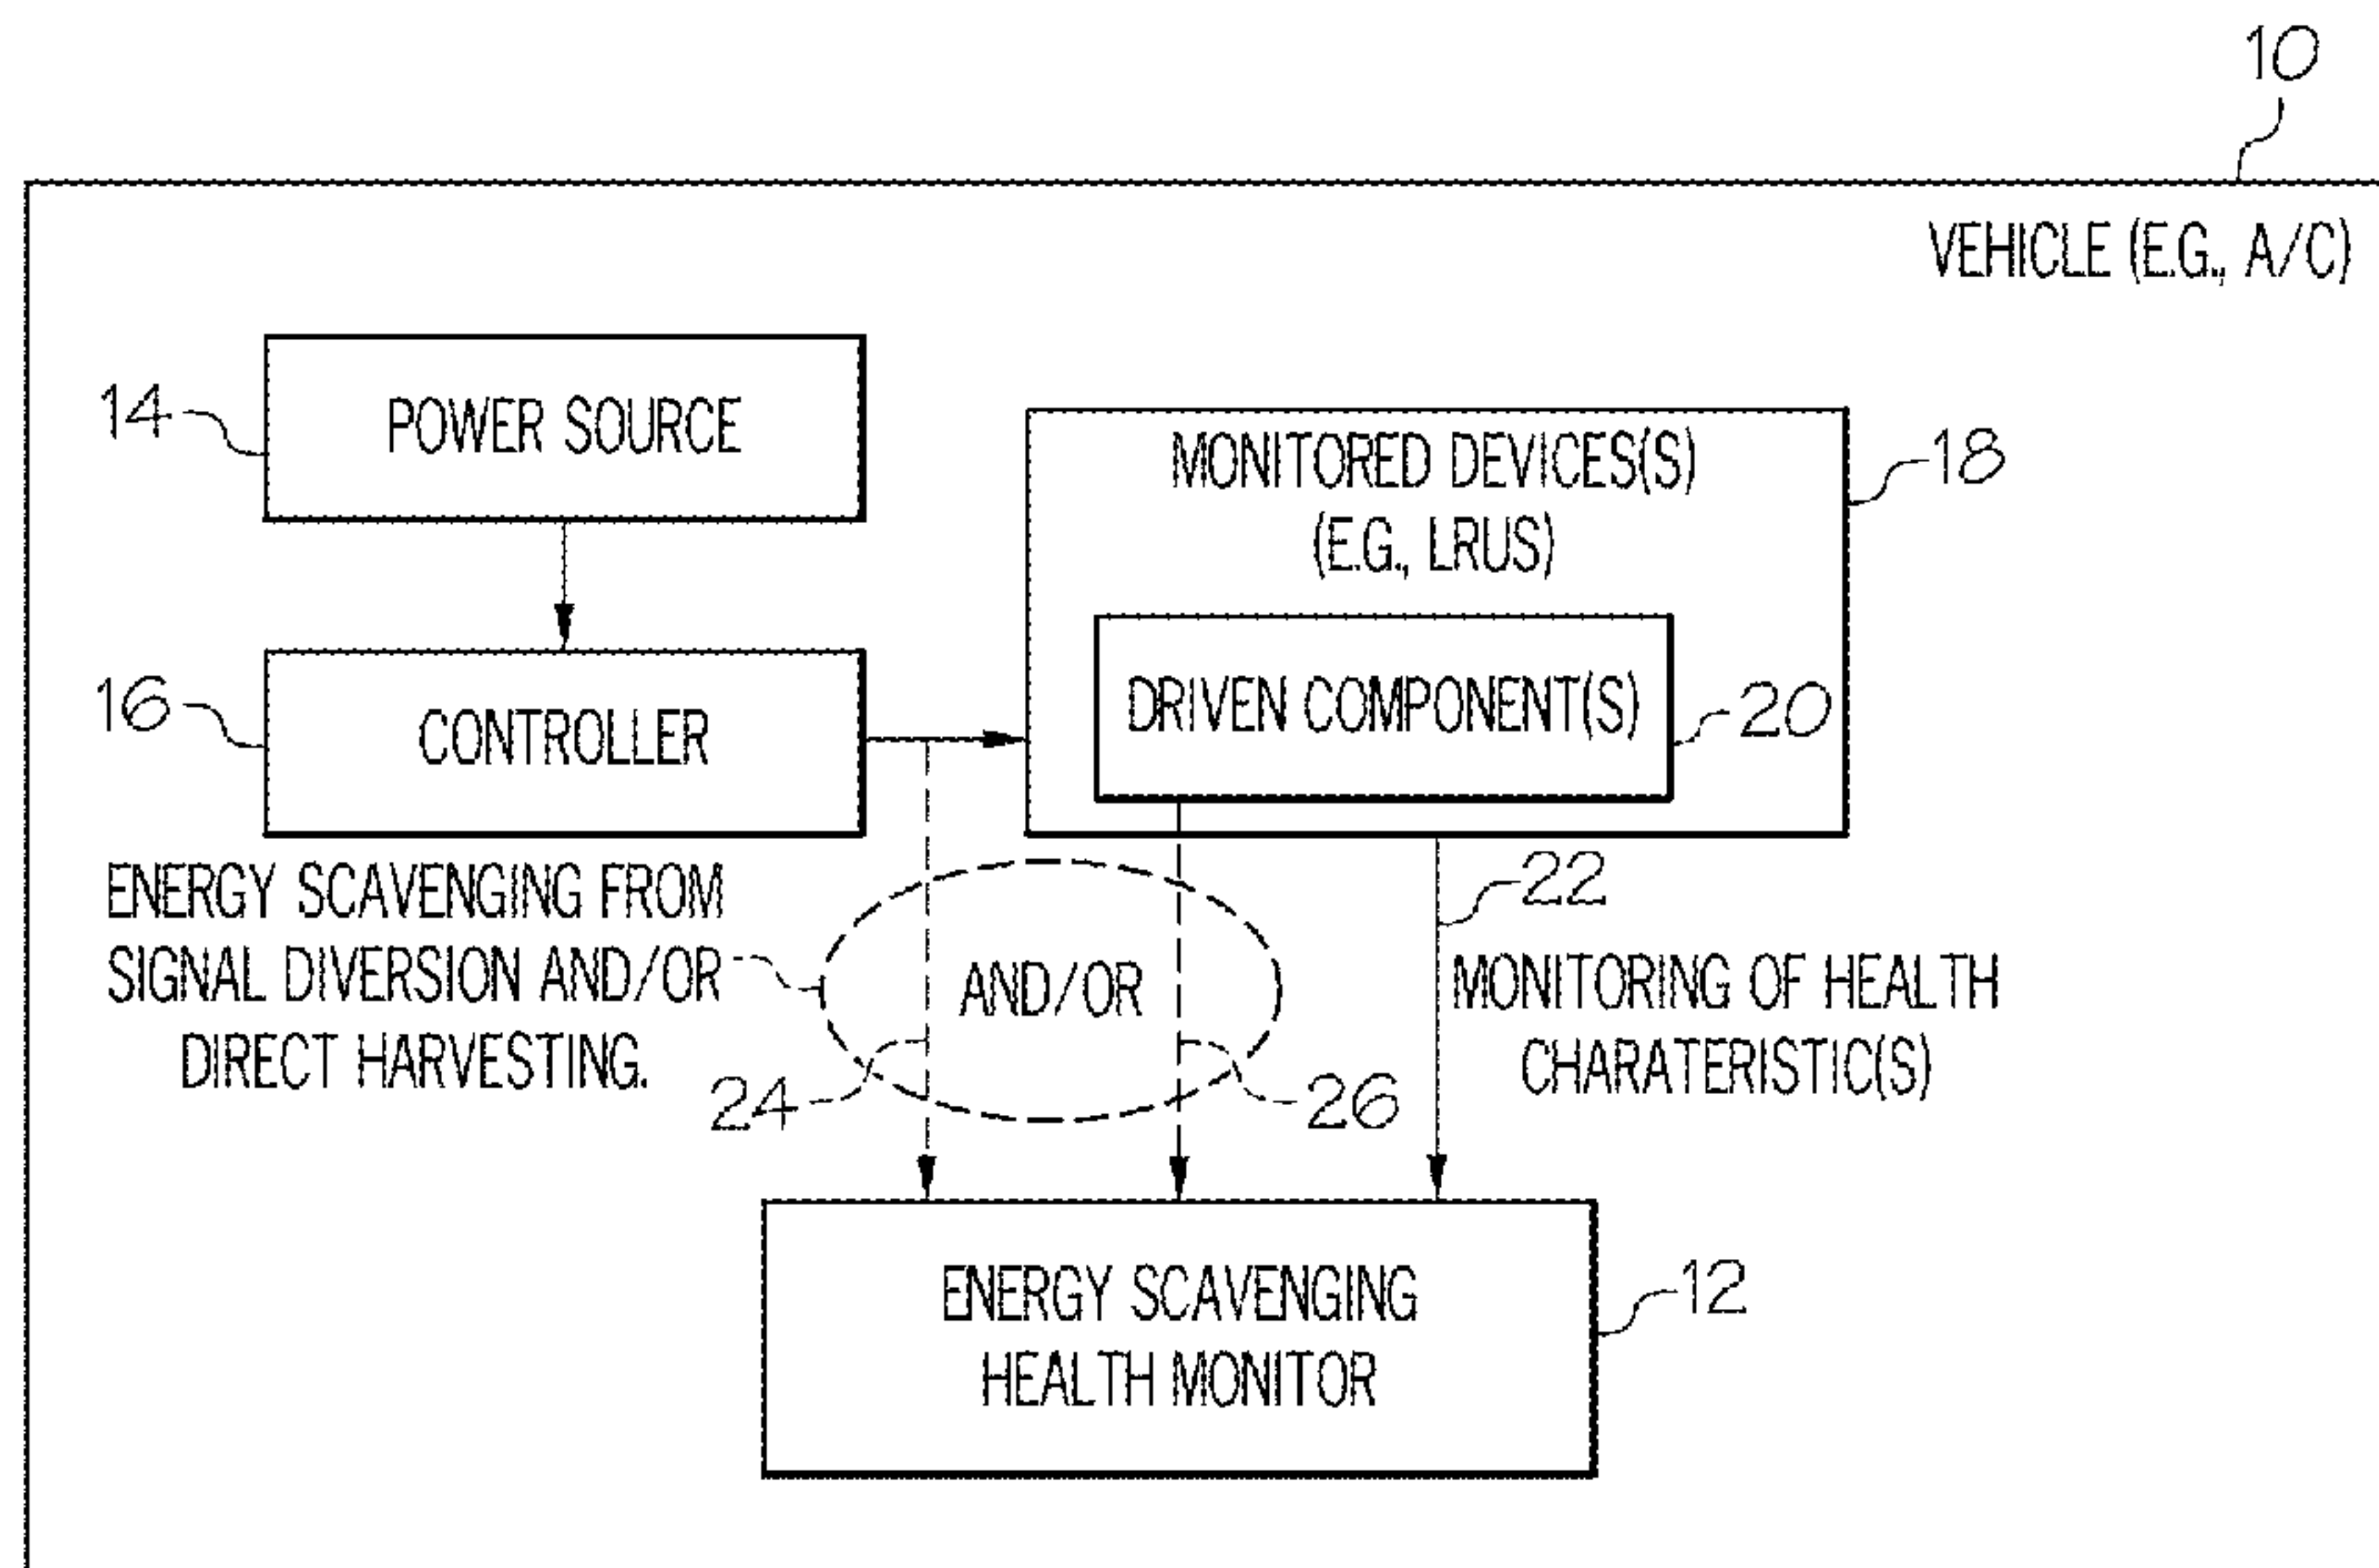 10
VEHICLE (E.G., A/C)
14
POWER SOURCE
MONITORED DEVICES(S)
(E.G., LRUS)
18
16
CONTROLLER
DRIVEN COMPONENT(S)
20
ENERGY SCAVENGING FROM
SIGNAL DIVERSION AND/OR
DIRECT HARVESTING.
AND/OR
22
MONITORING OF HEALTH
CHARATERISTIC(S)
24
26
ENERGY SCAVENGING
HEALTH MONITOR
12